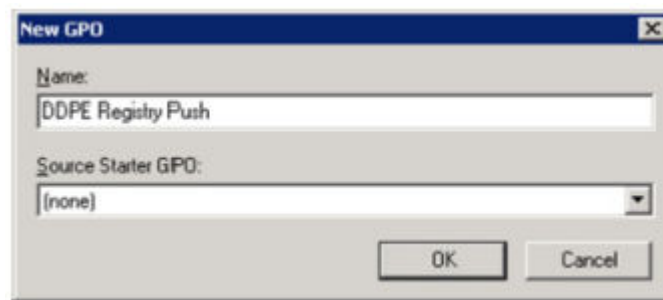 New GPO
Name:
DDPE Registry Push
Source Starter GPO:
(none)
OK Cancel